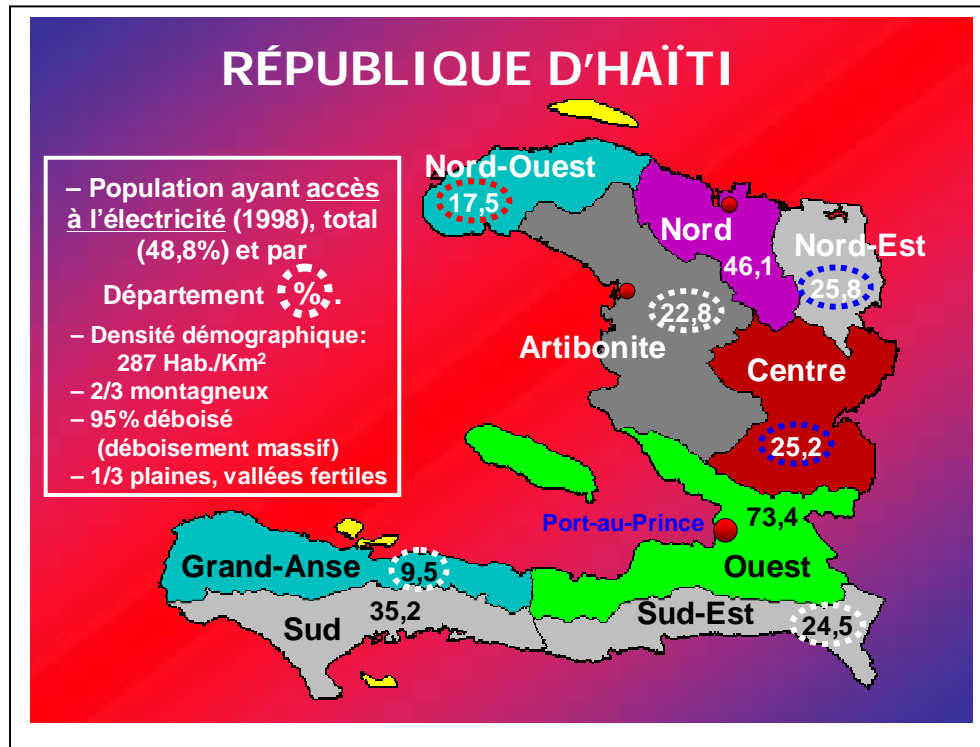 RÉPUBLIQUE D'HAÏTI
– Population ayant accès
à l'électricité (1998), total
(48,8%) et par
Département %.
– Densité démographique:
287 Hab./Km²
– 2/3 montagneux
– 95% déboisé
(déboisement massif)
– 1/3 plaines, vallées fertiles
Nord-Ouest
17,5
Nord
46,1
Nord-Est
25,8
22,8
Artibonite
Centre
25,2
73,4
Port-au-Prince
Ouest
Grand-Anse
9,5
35,2
Sud
Sud-Est
24,5